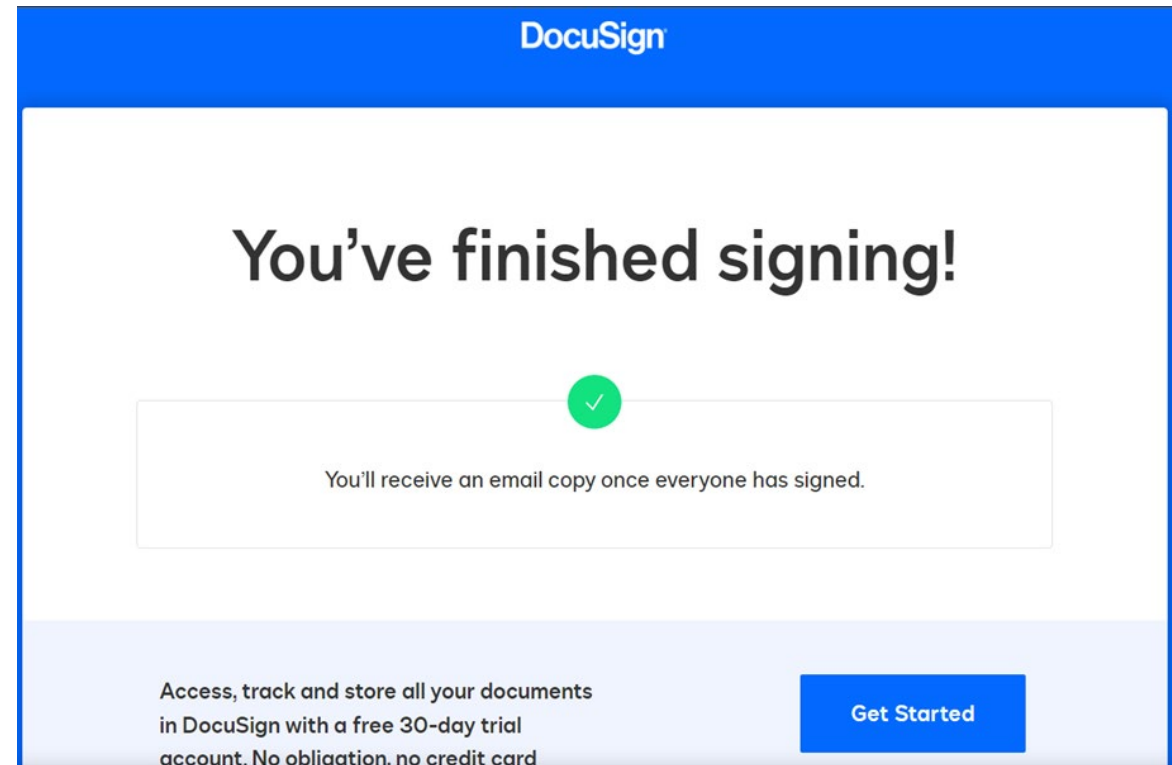 DocuSign
You’ve finished signing!
You’ll receive an email copy once everyone has signed.
Access, track and store all your documents
in DocuSign with a free 30-day trial
account. No obligation, no credit card
Get Started